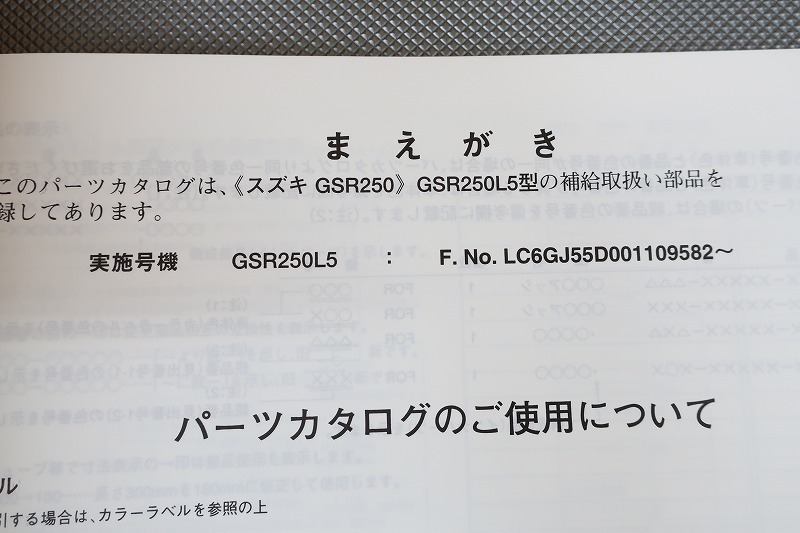 まえがき
このパーツカタログは、《スズキ GSR250》 GSR250L5型の補給取扱い部品を
録してあります。
実施号機 GSR250L5 : F. No. LC6GJ55D001109582～
パーツカタログのご使用について
ル
引する場合は、カラーラベルを参照の上